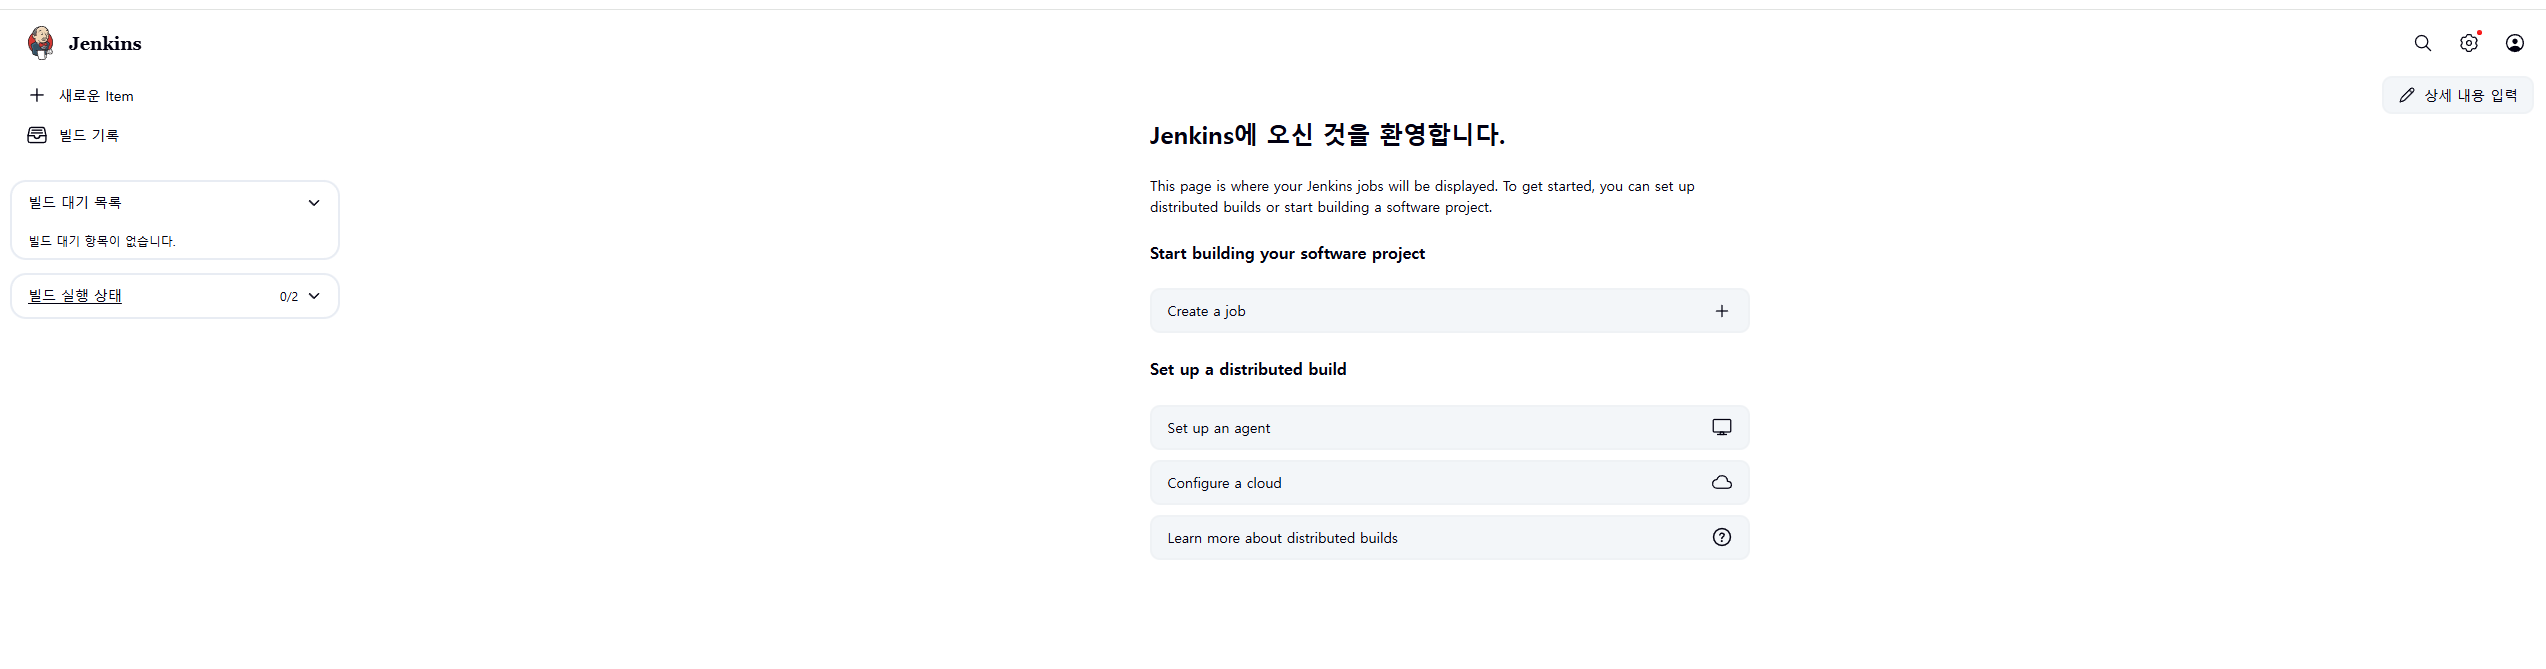 Jenkins
새로운 Item
빌드 기록
빌드 대기 목록
빌드 대기 항목이 없습니다.
빌드 실행 상태 0/2
상세 내용 입력
Jenkins에 오신 것을 환영합니다.
This page is where your Jenkins jobs will be displayed. To get started, you can set up
distributed builds or start building a software project.
Start building your software project
Create a job
Set up a distributed build
Set up an agent
Configure a cloud
Learn more about distributed builds